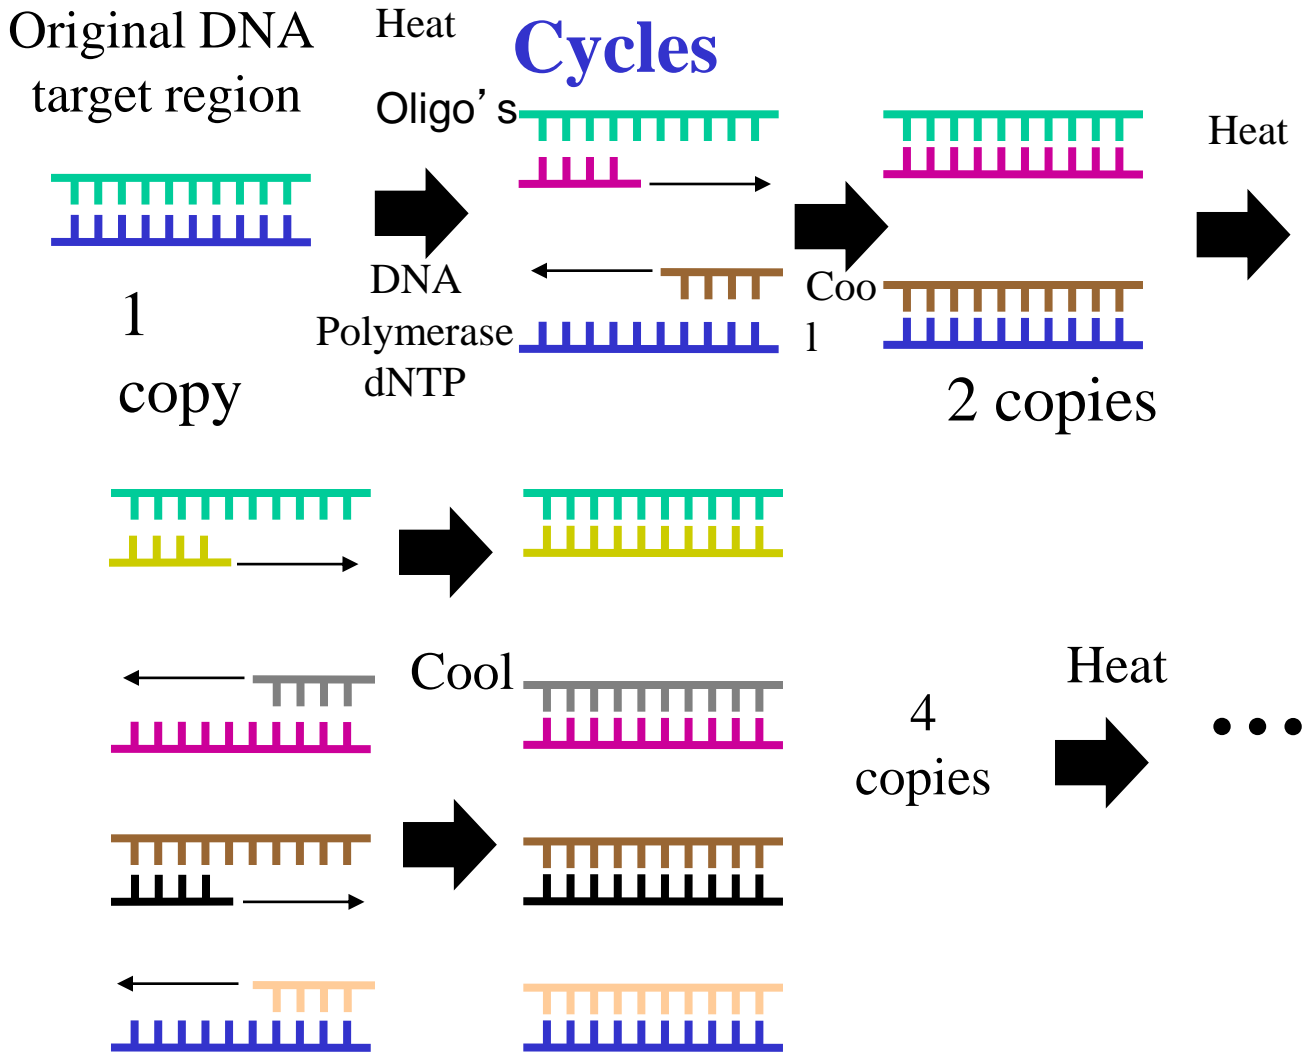 Original DNA
target region
Heat
Cycles
Oligo’s
Heat
DNA
Polymerase
dNTP
Coo
l
1
copy
2 copies
Cool
Heat
4
copies
...